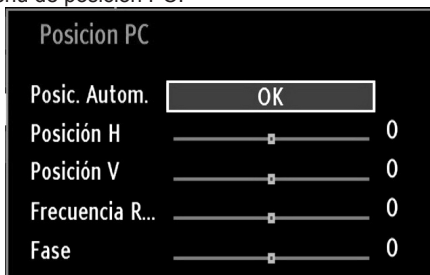 Posicion PC
Posic. Autom. OK
Posición H 0
Posición V 0
Frecuencia R... 0
Fase 0